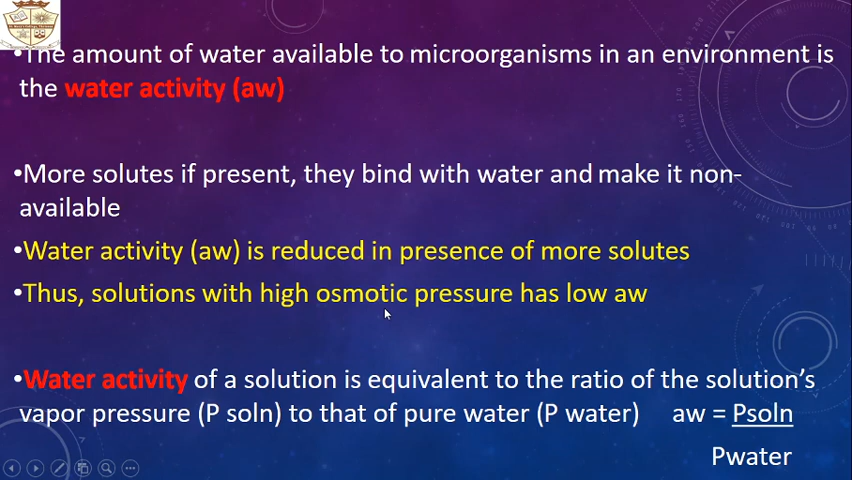 •The amount of water available to microorganisms in an environment is
the water activity (aw)
•More solutes if present, they bind with water and make it non-
available
•Water activity (aw) is reduced in presence of more solutes
•Thus, solutions with high osmotic pressure has low aw
•Water activity of a solution is equivalent to the ratio of the solution's
vapor pressure (P soln) to that of pure water (P water) aw = Psoln
Pwater